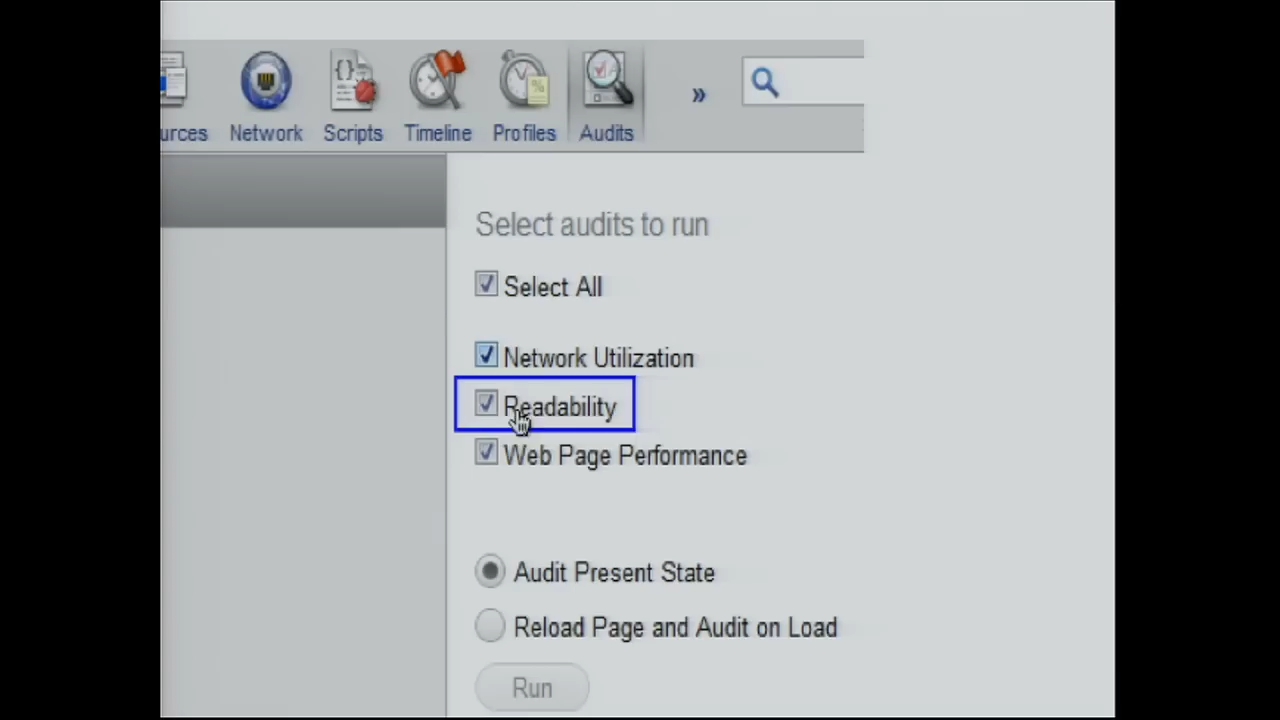 urces Network Scripts Timeline Profiles Audits »
Select audits to run
Select All
Network Utilization
Readability
Web Page Performance
Audit Present State
Reload Page and Audit on Load
Run